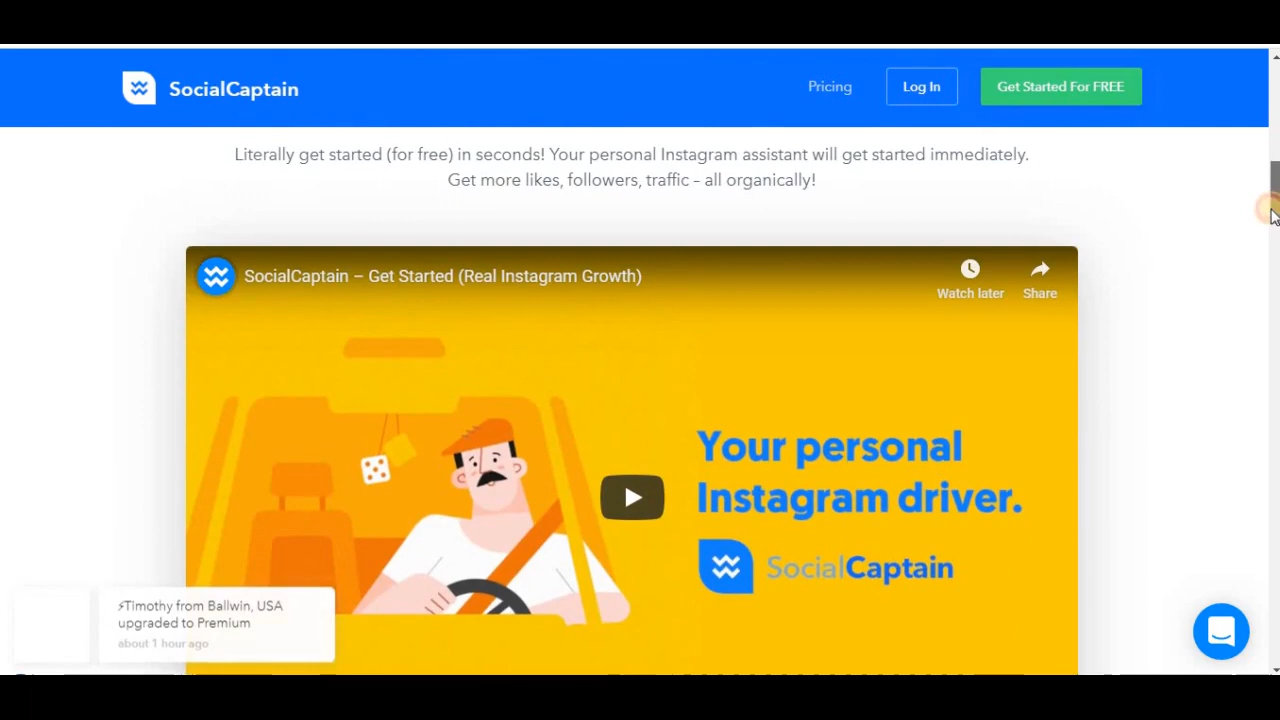 SocialCaptain
Pricing
Log In
Get Started For FREE
Literally get started (for free) in seconds! Your personal Instagram assistant will get started immediately.
Get more likes, followers, traffic – all organically!
SocialCaptain – Get Started (Real Instagram Growth)
Watch later
Share
Your personal
Instagram driver.
SocialCaptain
⚡Timothy from Ballwin, USA
upgraded to Premium
about 1 hour ago